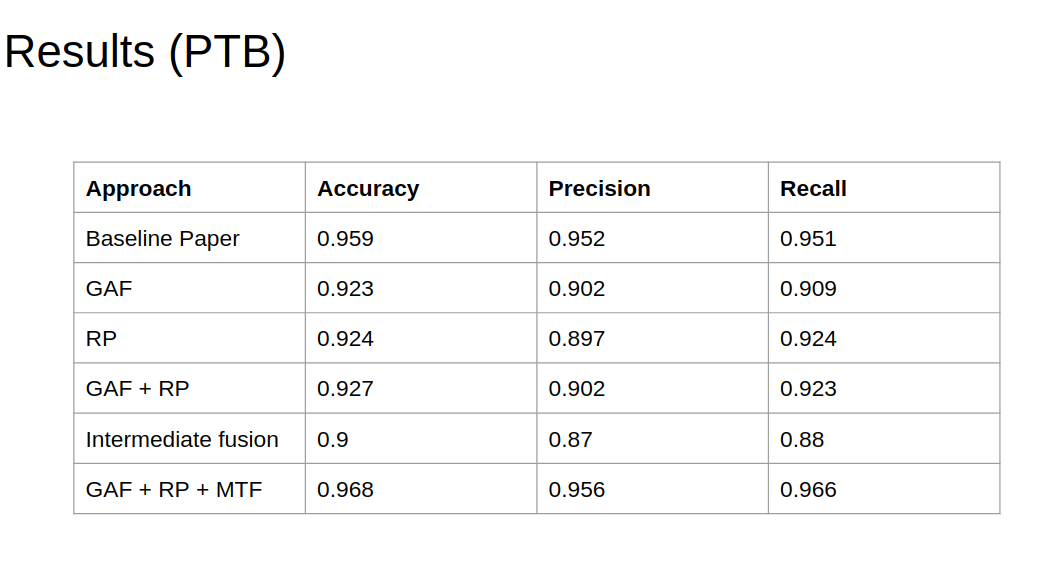 Results (PTB)
Approach Accuracy Precision Recall
Baseline Paper 0.959 0.952 0.951
GAF 0.923 0.902 0.909
RP 0.924 0.897 0.924
GAF + RP 0.927 0.902 0.923
Intermediate fusion 0.9 0.87 0.88
GAF + RP + MTF 0.968 0.956 0.966